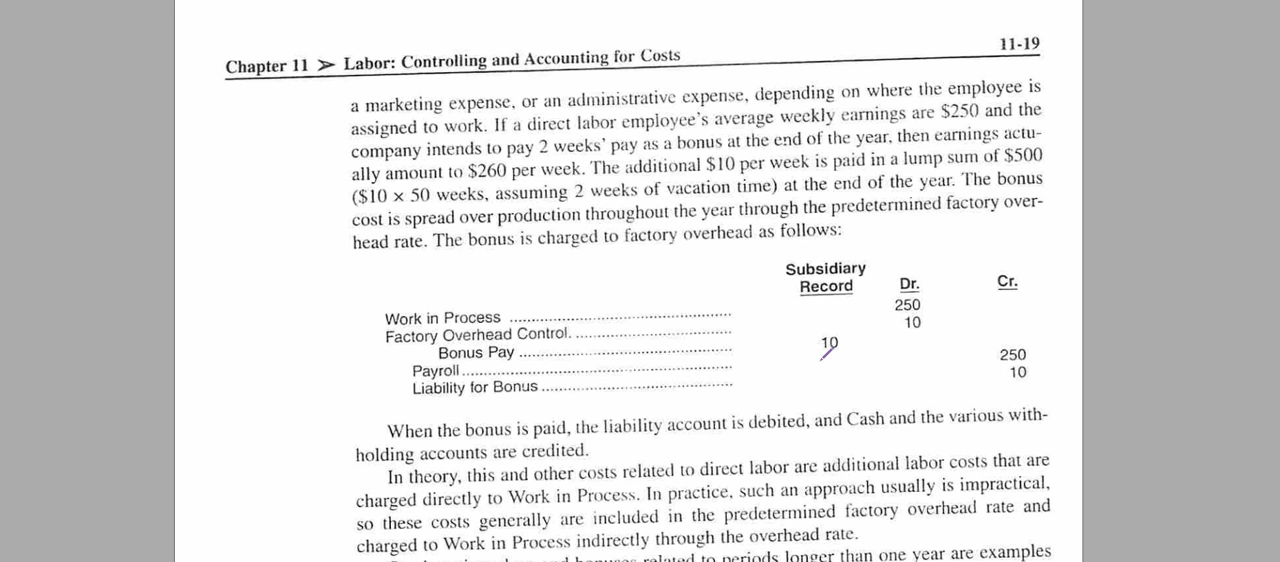 11-19
Chapter 11 ➤ Labor: Controlling and Accounting for Costs
a marketing expense, or an administrative expense, depending on where the employee is
assigned to work. If a direct labor employee's average weekly earnings are $250 and the
company intends to pay 2 weeks' pay as a bonus at the end of the year, then earnings actu-
ally amount to $260 per week. The additional $10 per week is paid in a lump sum of $500
($10 × 50 weeks, assuming 2 weeks of vacation time) at the end of the year. The bonus
cost is spread over production throughout the year through the predetermined factory over-
head rate. The bonus is charged to factory overhead as follows:
Subsidiary
Record Dr. Cr.
Work in Process ................................................ 250
Factory Overhead Control. ................................... 10
Bonus Pay ................................................ 10
Payroll ............................................................ 250
Liability for Bonus .......................................... 10
When the bonus is paid, the liability account is debited, and Cash and the various with-
holding accounts are credited.
In theory, this and other costs related to direct labor are additional labor costs that are
charged directly to Work in Process. In practice, such an approach usually is impractical,
so these costs generally are included in the predetermined factory overhead rate and
charged to Work in Process indirectly through the overhead rate.
related to periods longer than one year are examples